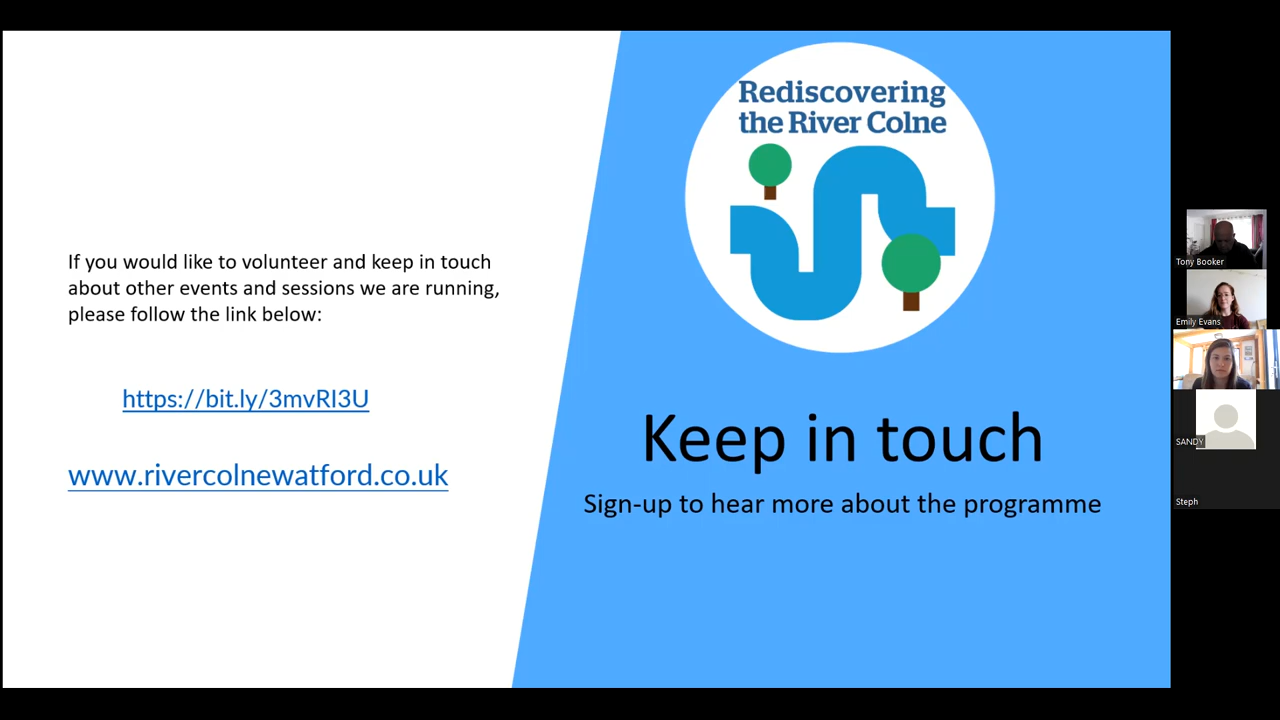 If you would like to volunteer and keep in touch
about other events and sessions we are running,
please follow the link below:
https://bit.ly/3mvRI3U
www.rivercolnewatford.co.uk
Rediscovering
the River Colne
Keep in touch
Sign-up to hear more about the programme
Tony Booker
Emily Evans
SANDY
Steph